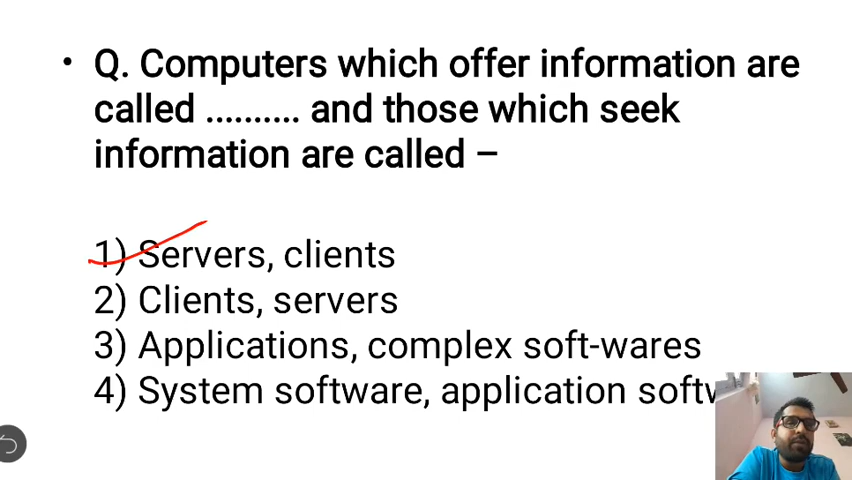 • Q. Computers which offer information are
called .......... and those which seek
information are called –
1) Servers, clients
2) Clients, servers
3) Applications, complex soft-wares
4) System software, application